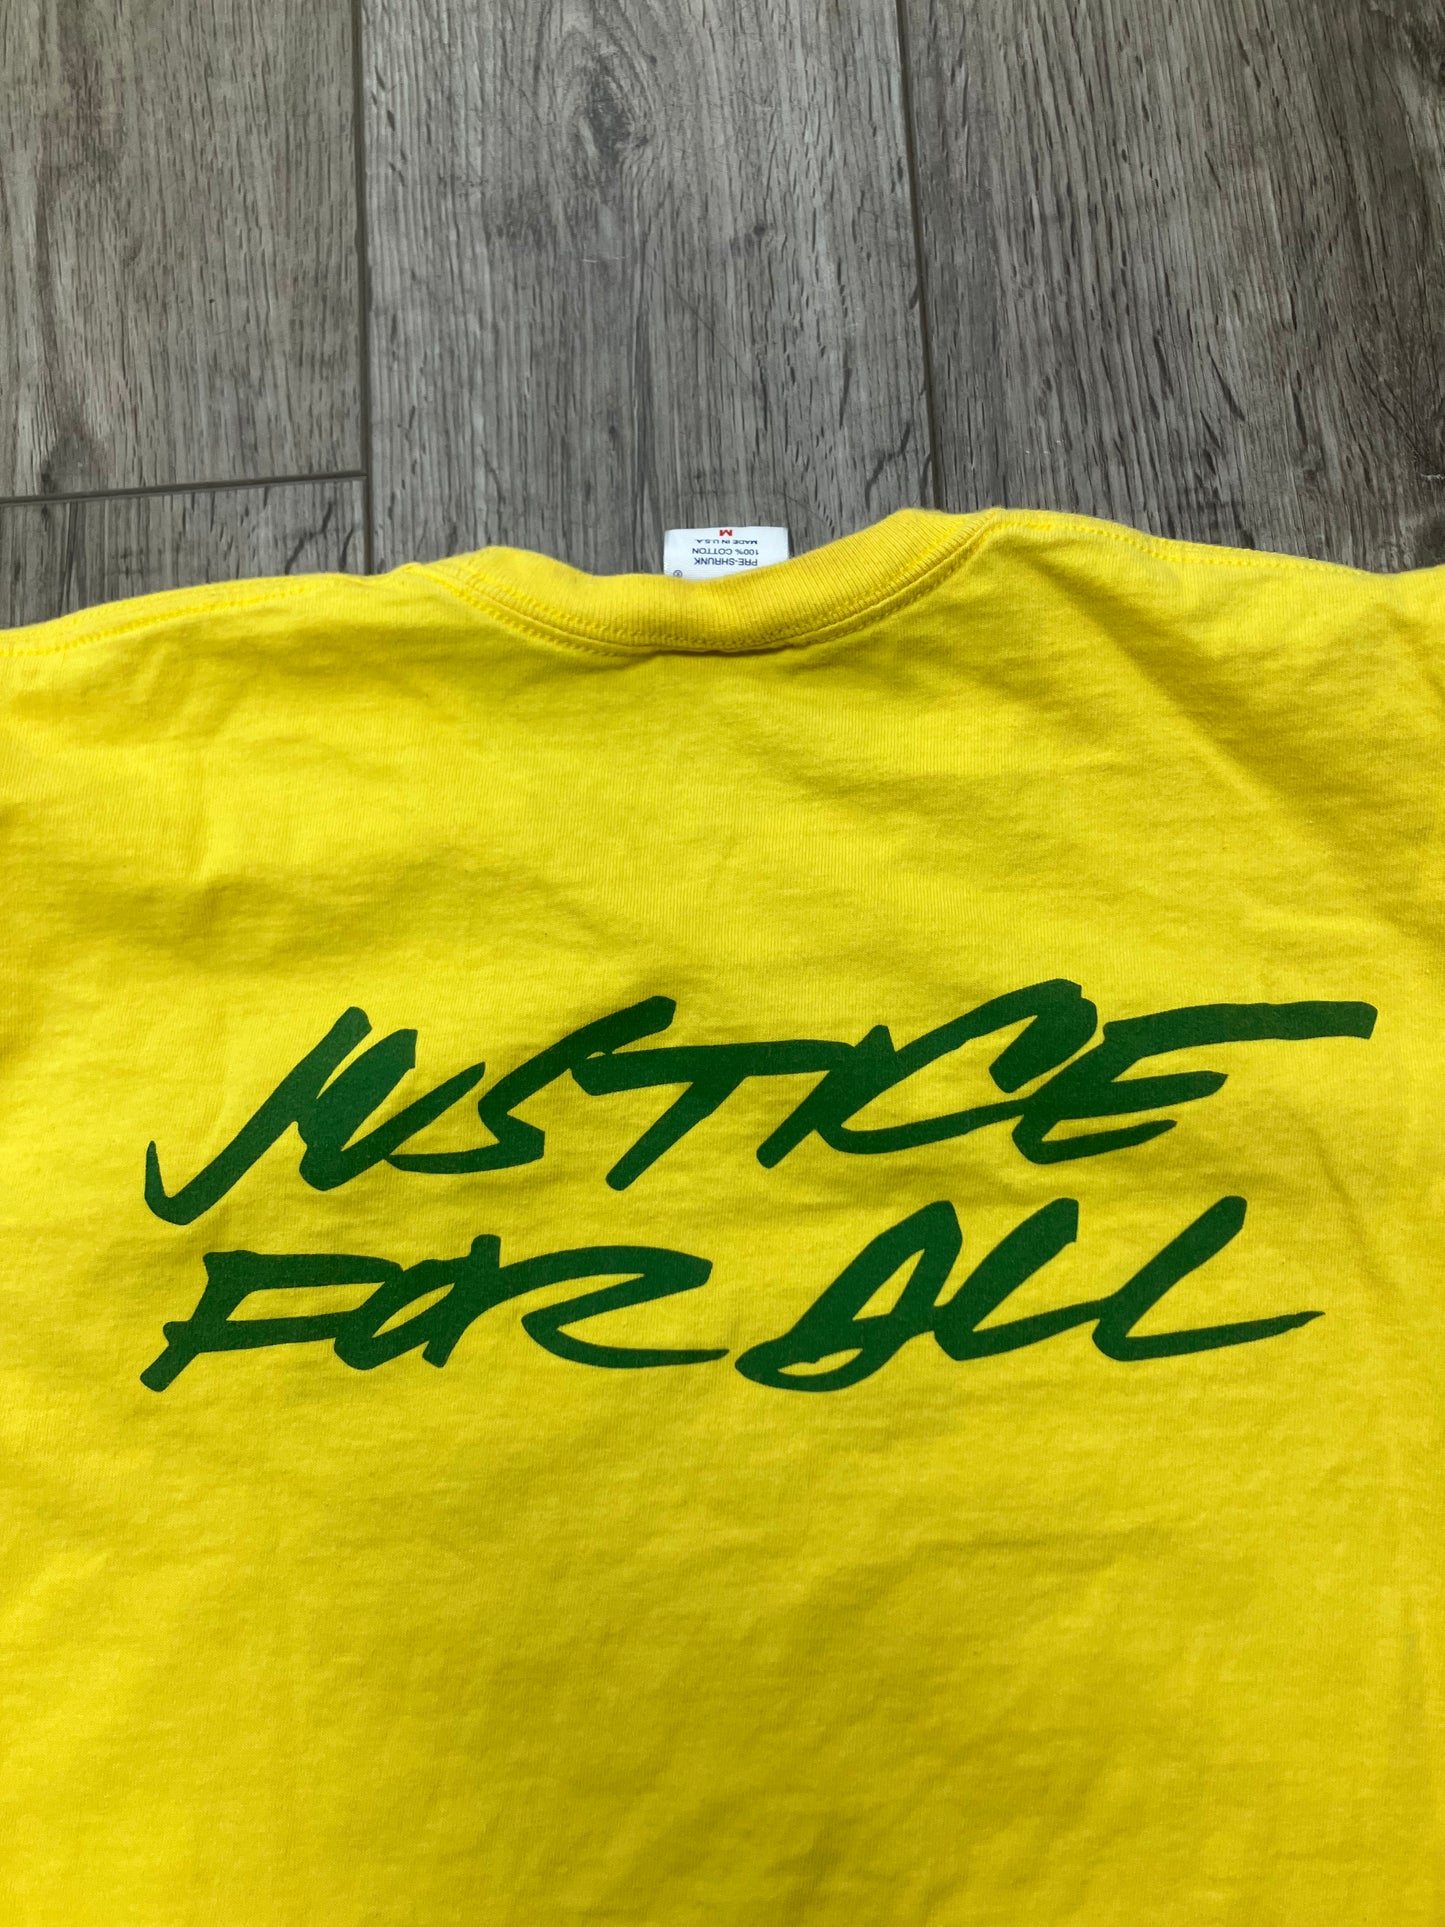 JUSTICE
FOR ALL
PRE-SHRUNK
100% COTTON
MADE IN U.S.A.
M
®